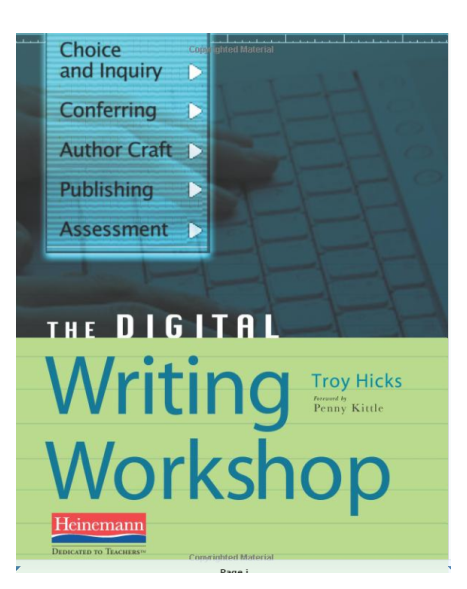 Copyrighted Material
Choice
and Inquiry
Conferring
Author Craft
Publishing
Assessment
THE DIGITAL
Writing
Workshop
Troy Hicks
Foreword by
Penny Kittle
Heinemann
DEDICATED TO TEACHERS™
Copyrighted Material
Page i